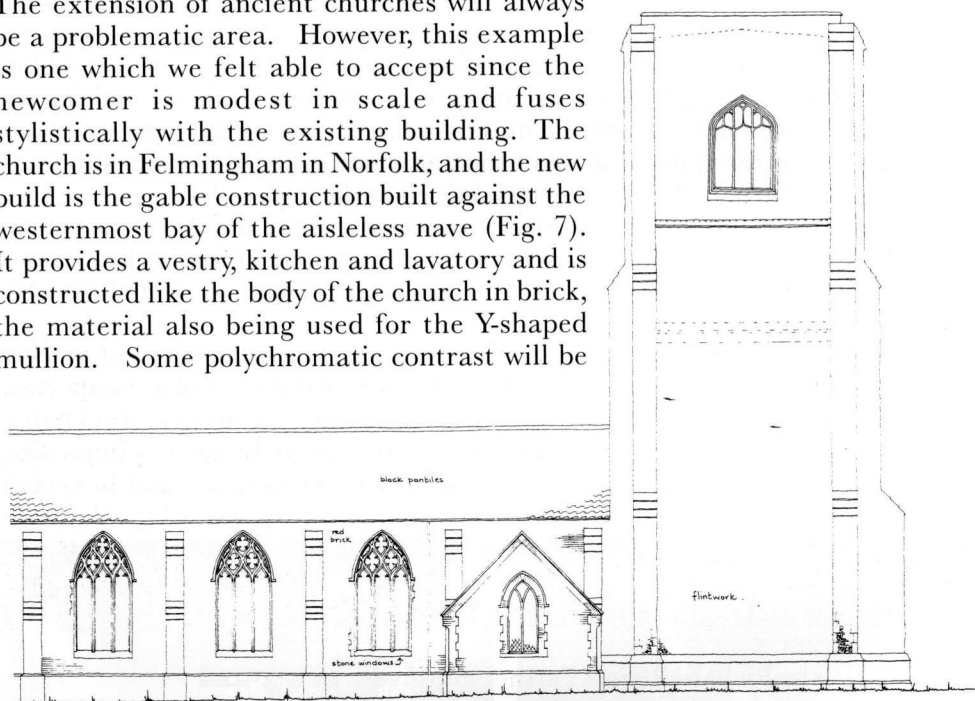 The extension of ancient churches will always
be a problematic area. However, this example
is one which we felt able to accept since the
newcomer is modest in scale and fuses
stylistically with the existing building. The
church is in Felmingham in Norfolk, and the new
build is the gable construction built against the
westernmost bay of the aisleless nave (Fig. 7).
It provides a vestry, kitchen and lavatory and is
constructed like the body of the church in brick,
the material also being used for the Y-shaped
mullion. Some polychromatic contrast will be
black pantiles
red
brick
flintwork.
stone windows